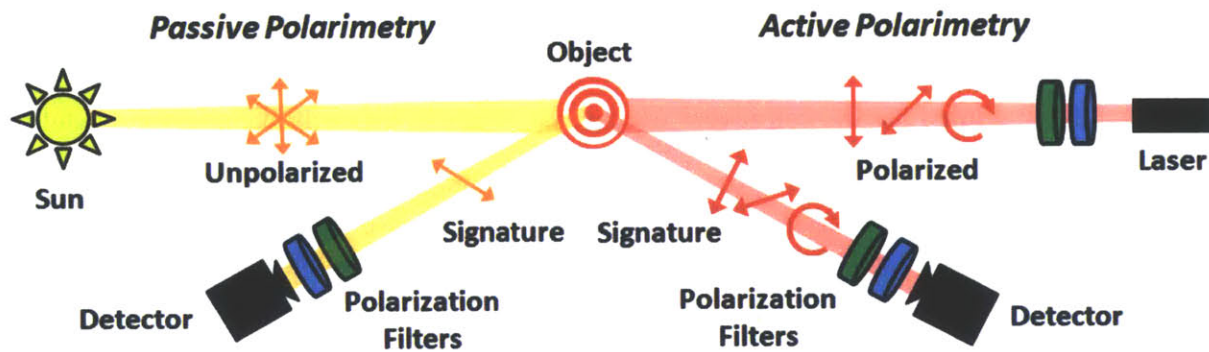 Passive Polarimetry
Object
Active Polarimetry
Sun
Unpolarized
Signature
Signature
Polarized
Laser
Detector
Polarization
Filters
Polarization
Filters
Detector